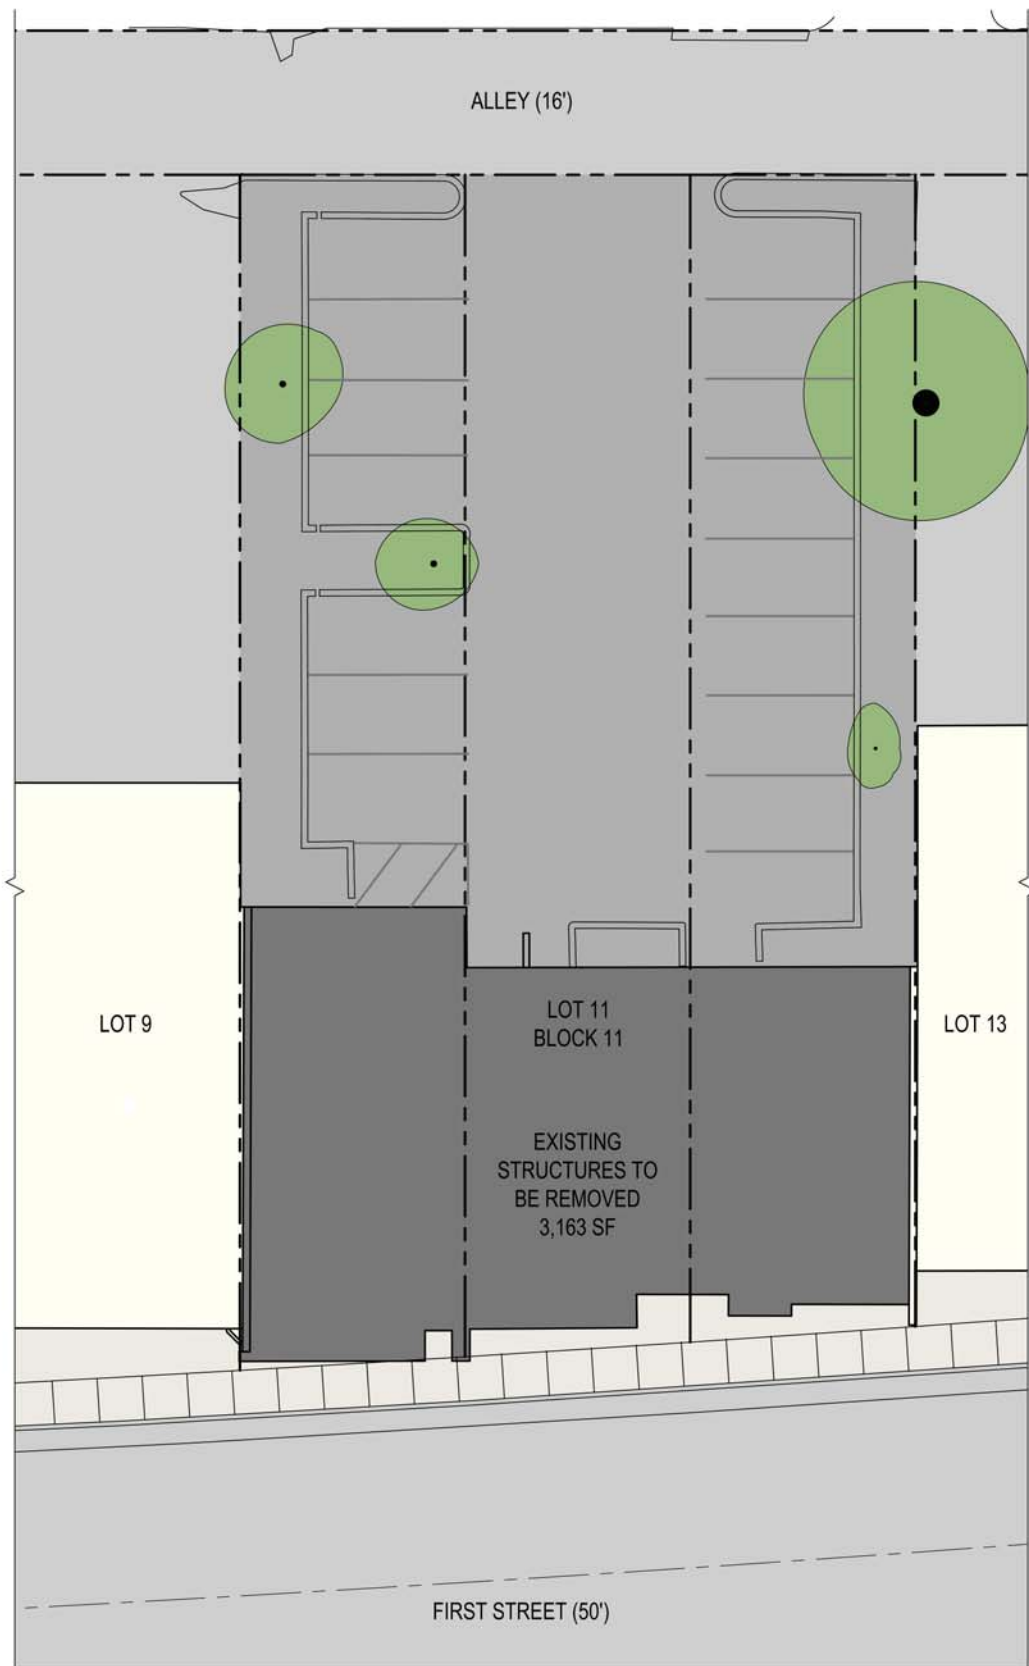 ALLEY (16')
LOT 9
LOT 11
BLOCK 11
LOT 13
EXISTING
STRUCTURES TO
BE REMOVED
3,163 SF
FIRST STREET (50')